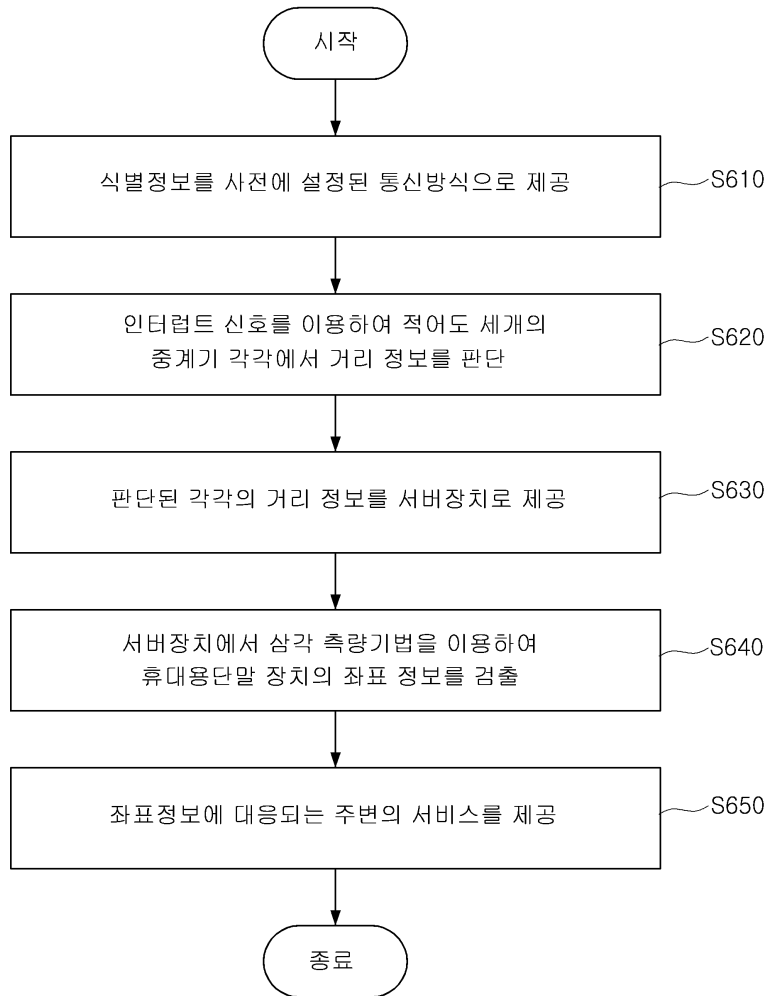 시작
식별정보를 사전에 설정된 통신방식으로 제공
S610
인터럽트 신호를 이용하여 적어도 세개의
중계기 각각에서 거리 정보를 판단
S620
판단된 각각의 거리 정보를 서버장치로 제공
S630
서버장치에서 삼각 측량기법을 이용하여
휴대용단말 장치의 좌표 정보를 검출
S640
좌표정보에 대응되는 주변의 서비스를 제공
S650
종료